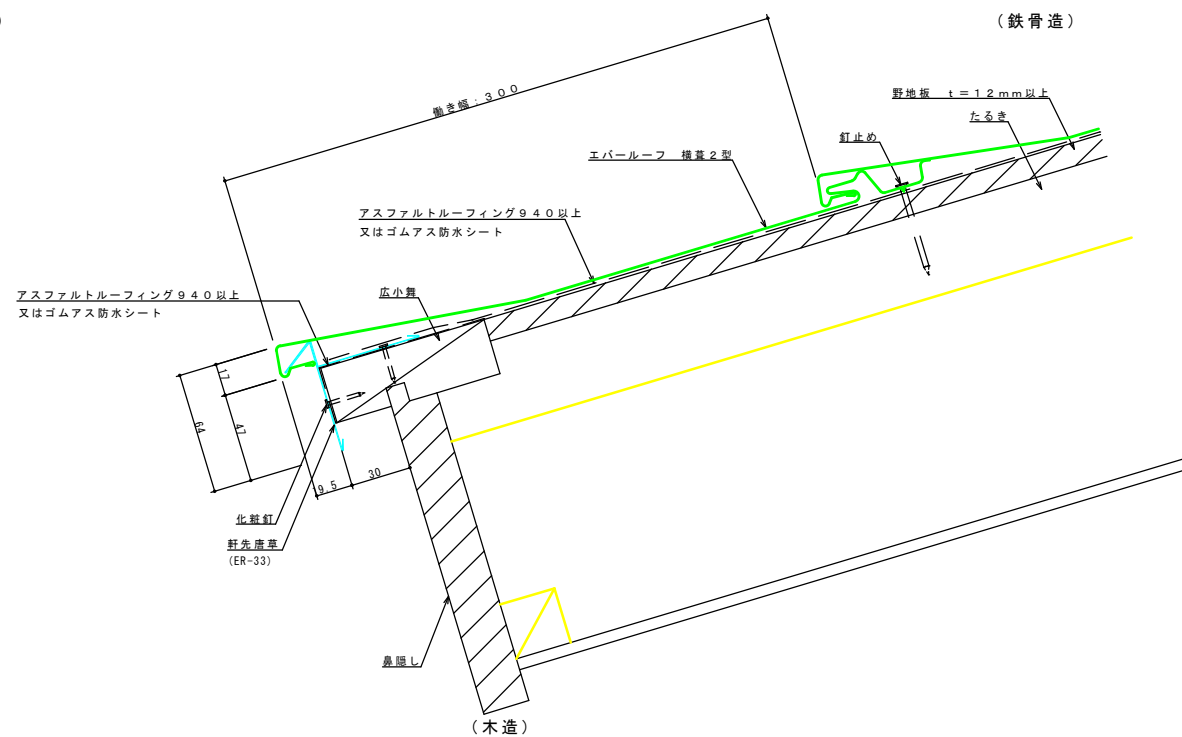 )
(鉄骨造)
働き幅:300
野地板 t=12mm以上
たるき
釘止め
エバールーフ 横葺2型
アスファルトルーフィング940以上
又はゴムアス防水シート
アスファルトルーフィング940以上
又はゴムアス防水シート
広小舞
17
64
47
30
9.5
化粧釘
軒先唐草
(ER-33)
鼻隠し
(木造)